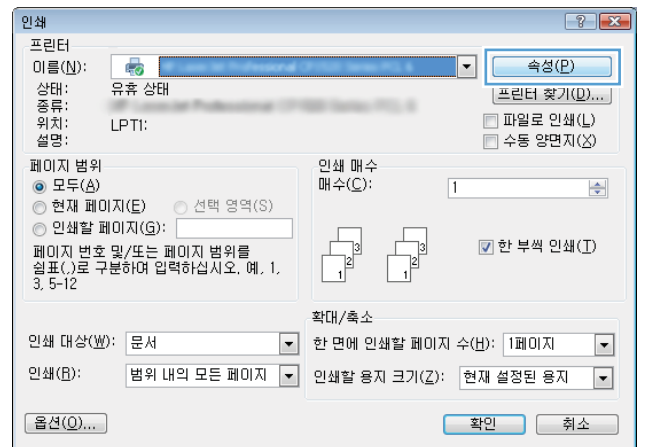 인쇄
프린터
이름(N):
속성(P)
상태: 유휴 상태
프린터 찾기(D)...
종류:
위치: LPT1:
파일로 인쇄(L)
설명:
수동 양면지(X)
페이지 범위
모두(A)
현재 페이지(E) 선택 영역(S)
인쇄할 페이지(G):
페이지 번호 및/또는 페이지 범위를
쉼표(,)로 구분하여 입력하십시오. 예, 1,
3, 5-12
인쇄 매수
매수(C): 1
3 3
2 2
1 1
한 부씩 인쇄(T)
인쇄 대상(W): 문서
인쇄(R): 범위 내의 모든 페이지
확대/축소
한 면에 인쇄할 페이지 수(H): 1페이지
인쇄할 용지 크기(Z): 현재 설정된 용지
옵션(O)...
확인 취소